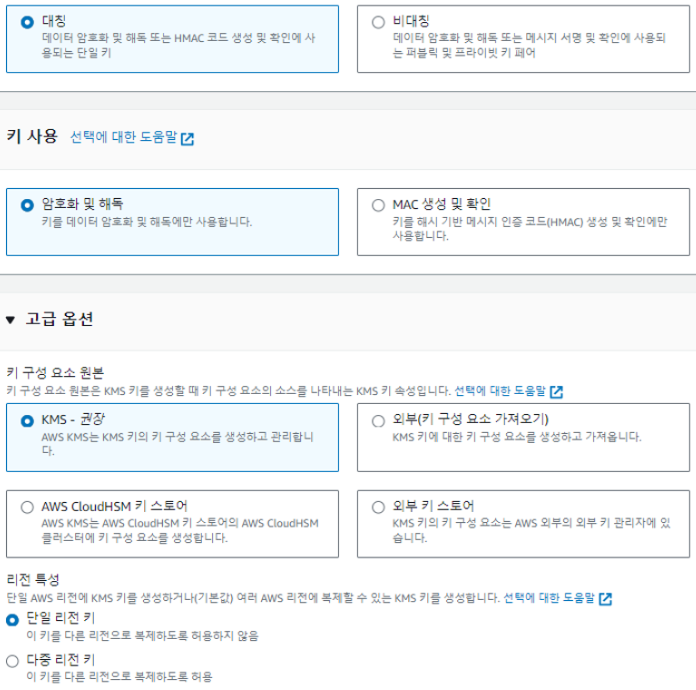 대칭
데이터 암호화 및 해독 또는 HMAC 코드 생성 및 확인에 사
용되는 단일 키
비대칭
데이터 암호화 및 해독 또는 메시지 서명 및 확인에 사용되
는 퍼블릭 및 프라이빗 키 페어
키 사용 선택에 대한 도움말
암호화 및 해독
키를 데이터 암호화 및 해독에만 사용합니다.
MAC 생성 및 확인
키를 해시 기반 메시지 인증 코드(HMAC) 생성 및 확인에만
사용합니다.
고급 옵션
키 구성 요소 원본
키 구성 요소 원본은 KMS 키를 생성할 때 키 구성 요소의 소스를 나타내는 KMS 키 속성입니다. 선택에 대한 도움말
KMS - 권장
AWS KMS는 KMS 키의 키 구성 요소를 생성하고 관리합니
다.
외부(키 구성 요소 가져오기)
KMS 키에 대한 키 구성 요소를 생성하고 가져옵니다.
AWS CloudHSM 키 스토어
AWS KMS는 AWS CloudHSM 키 스토어의 AWS CloudHSM
클러스터에 키 구성 요소를 생성합니다.
외부 키 스토어
KMS 키의 키 구성 요소는 AWS 외부의 외부 키 관리자에 있
습니다.
리전 특성
단일 AWS 리전에 KMS 키를 생성하거나(기본값) 여러 AWS 리전에 복제할 수 있는 KMS 키를 생성합니다. 선택에 대한 도움말
단일 리전 키
이 키를 다른 리전으로 복제하도록 허용하지 않음
다중 리전 키
이 키를 다른 리전으로 복제하도록 허용